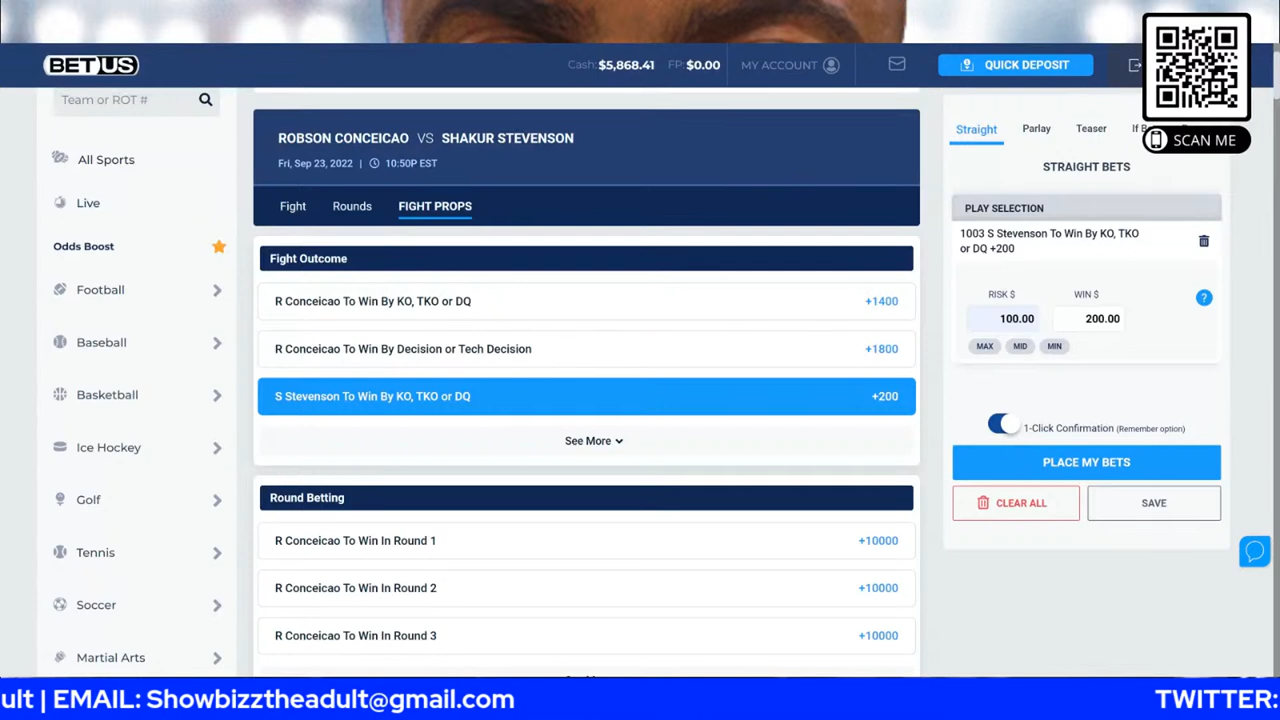 BETUS
Cash: $5,868.41 FP: $0.00
MY ACCOUNT
QUICK DEPOSIT
SCAN ME
Team or ROT #
All Sports
Live
Odds Boost
Football
Baseball
Basketball
Ice Hockey
Golf
Tennis
Soccer
Martial Arts
ROBSON CONCEICAO VS SHAKUR STEVENSON
Fri, Sep 23, 2022 | 10:50P EST
Fight Rounds FIGHT PROPS
Fight Outcome
R Conceicao To Win By KO, TKO or DQ +1400
R Conceicao To Win By Decision or Tech Decision +1800
S Stevenson To Win By KO, TKO or DQ +200
See More
Round Betting
R Conceicao To Win In Round 1 +10000
R Conceicao To Win In Round 2 +10000
R Conceicao To Win In Round 3 +10000
Straight Parlay Teaser If
STRAIGHT BETS
PLAY SELECTION
1003 S Stevenson To Win By KO, TKO
or DQ +200
RISK $ WIN $
?
100.00 200.00
MAX MID MIN
1-Click Confirmation (Remember option)
PLACE MY BETS
CLEAR ALL SAVE
ult | EMAIL: Showbizztheadult@gmail.com TWITTER: